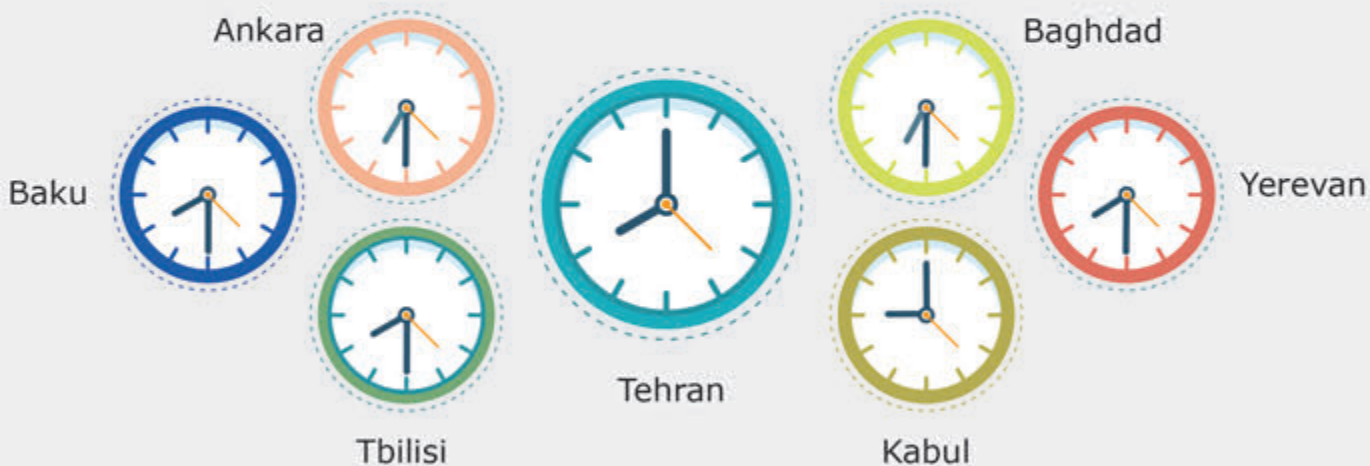 Ankara
Baghdad
Baku
Yerevan
Tehran
Tbilisi
Kabul